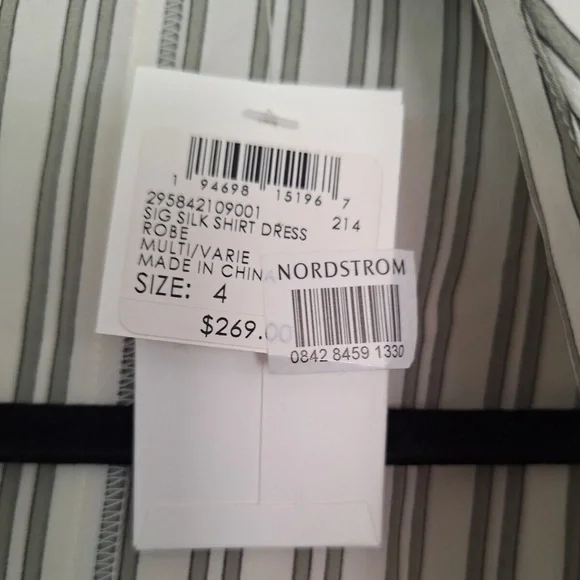 1 94698 15196 7
295842109001 214
SIG SILK SHIRT DRESS
ROBE
MULTI/VARIE
MADE IN CHINA
SIZE: 4
$269.00
NORDSTROM
0842 8459 1330